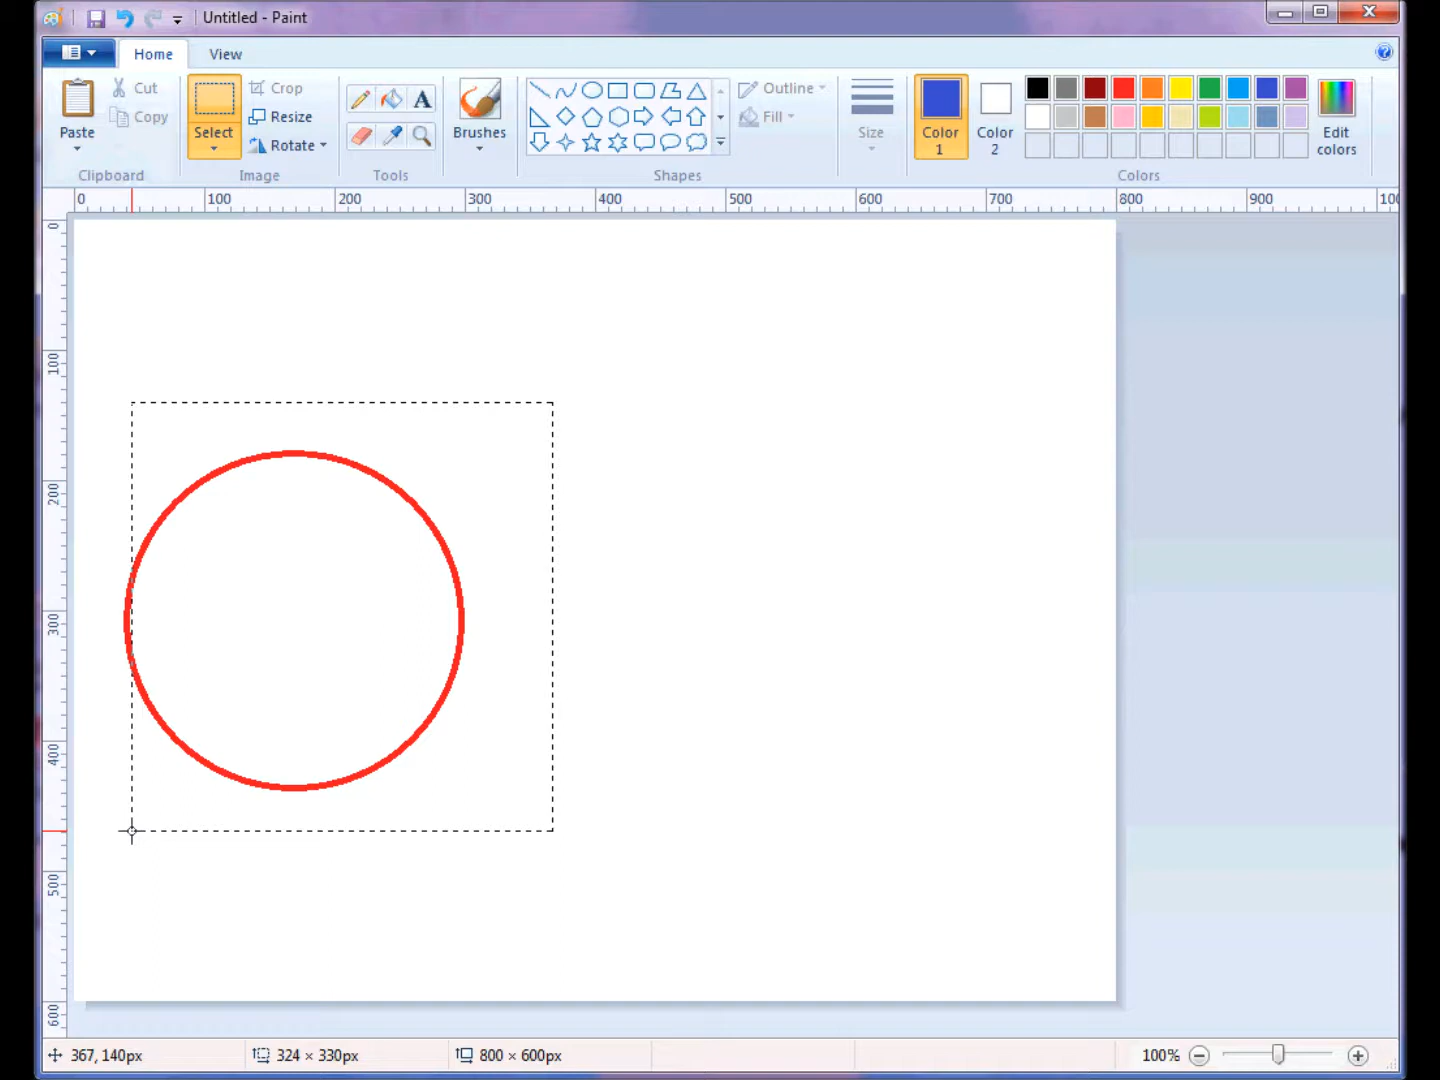 Untitled - Paint
Home View
Paste
Cut
Copy
Clipboard
Select
Crop
Resize
Rotate
Image
A
Tools
Brushes
Shapes
Outline
Fill
Size
Color 1
Color 2
Edit colors
Colors
0 100 200 300 400 500 600 700 800 900
0
100
200
300
400
500
600
367, 140px 324 × 330px 800 × 600px 100%